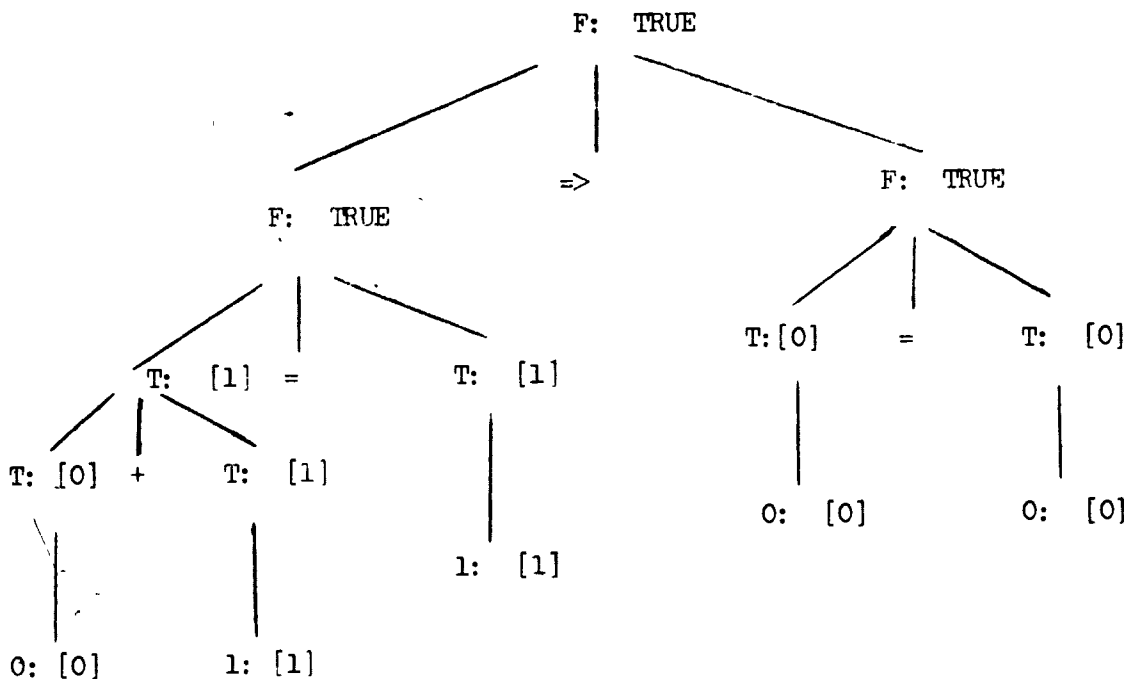 F: TRUE
=>
F: TRUE
F: TRUE
T:[0] = T: [0]
T: [1] = T: [1]
T: [0] + T: [1]
0: [0] 0: [0]
1: [1]
0: [0] 1: [1]